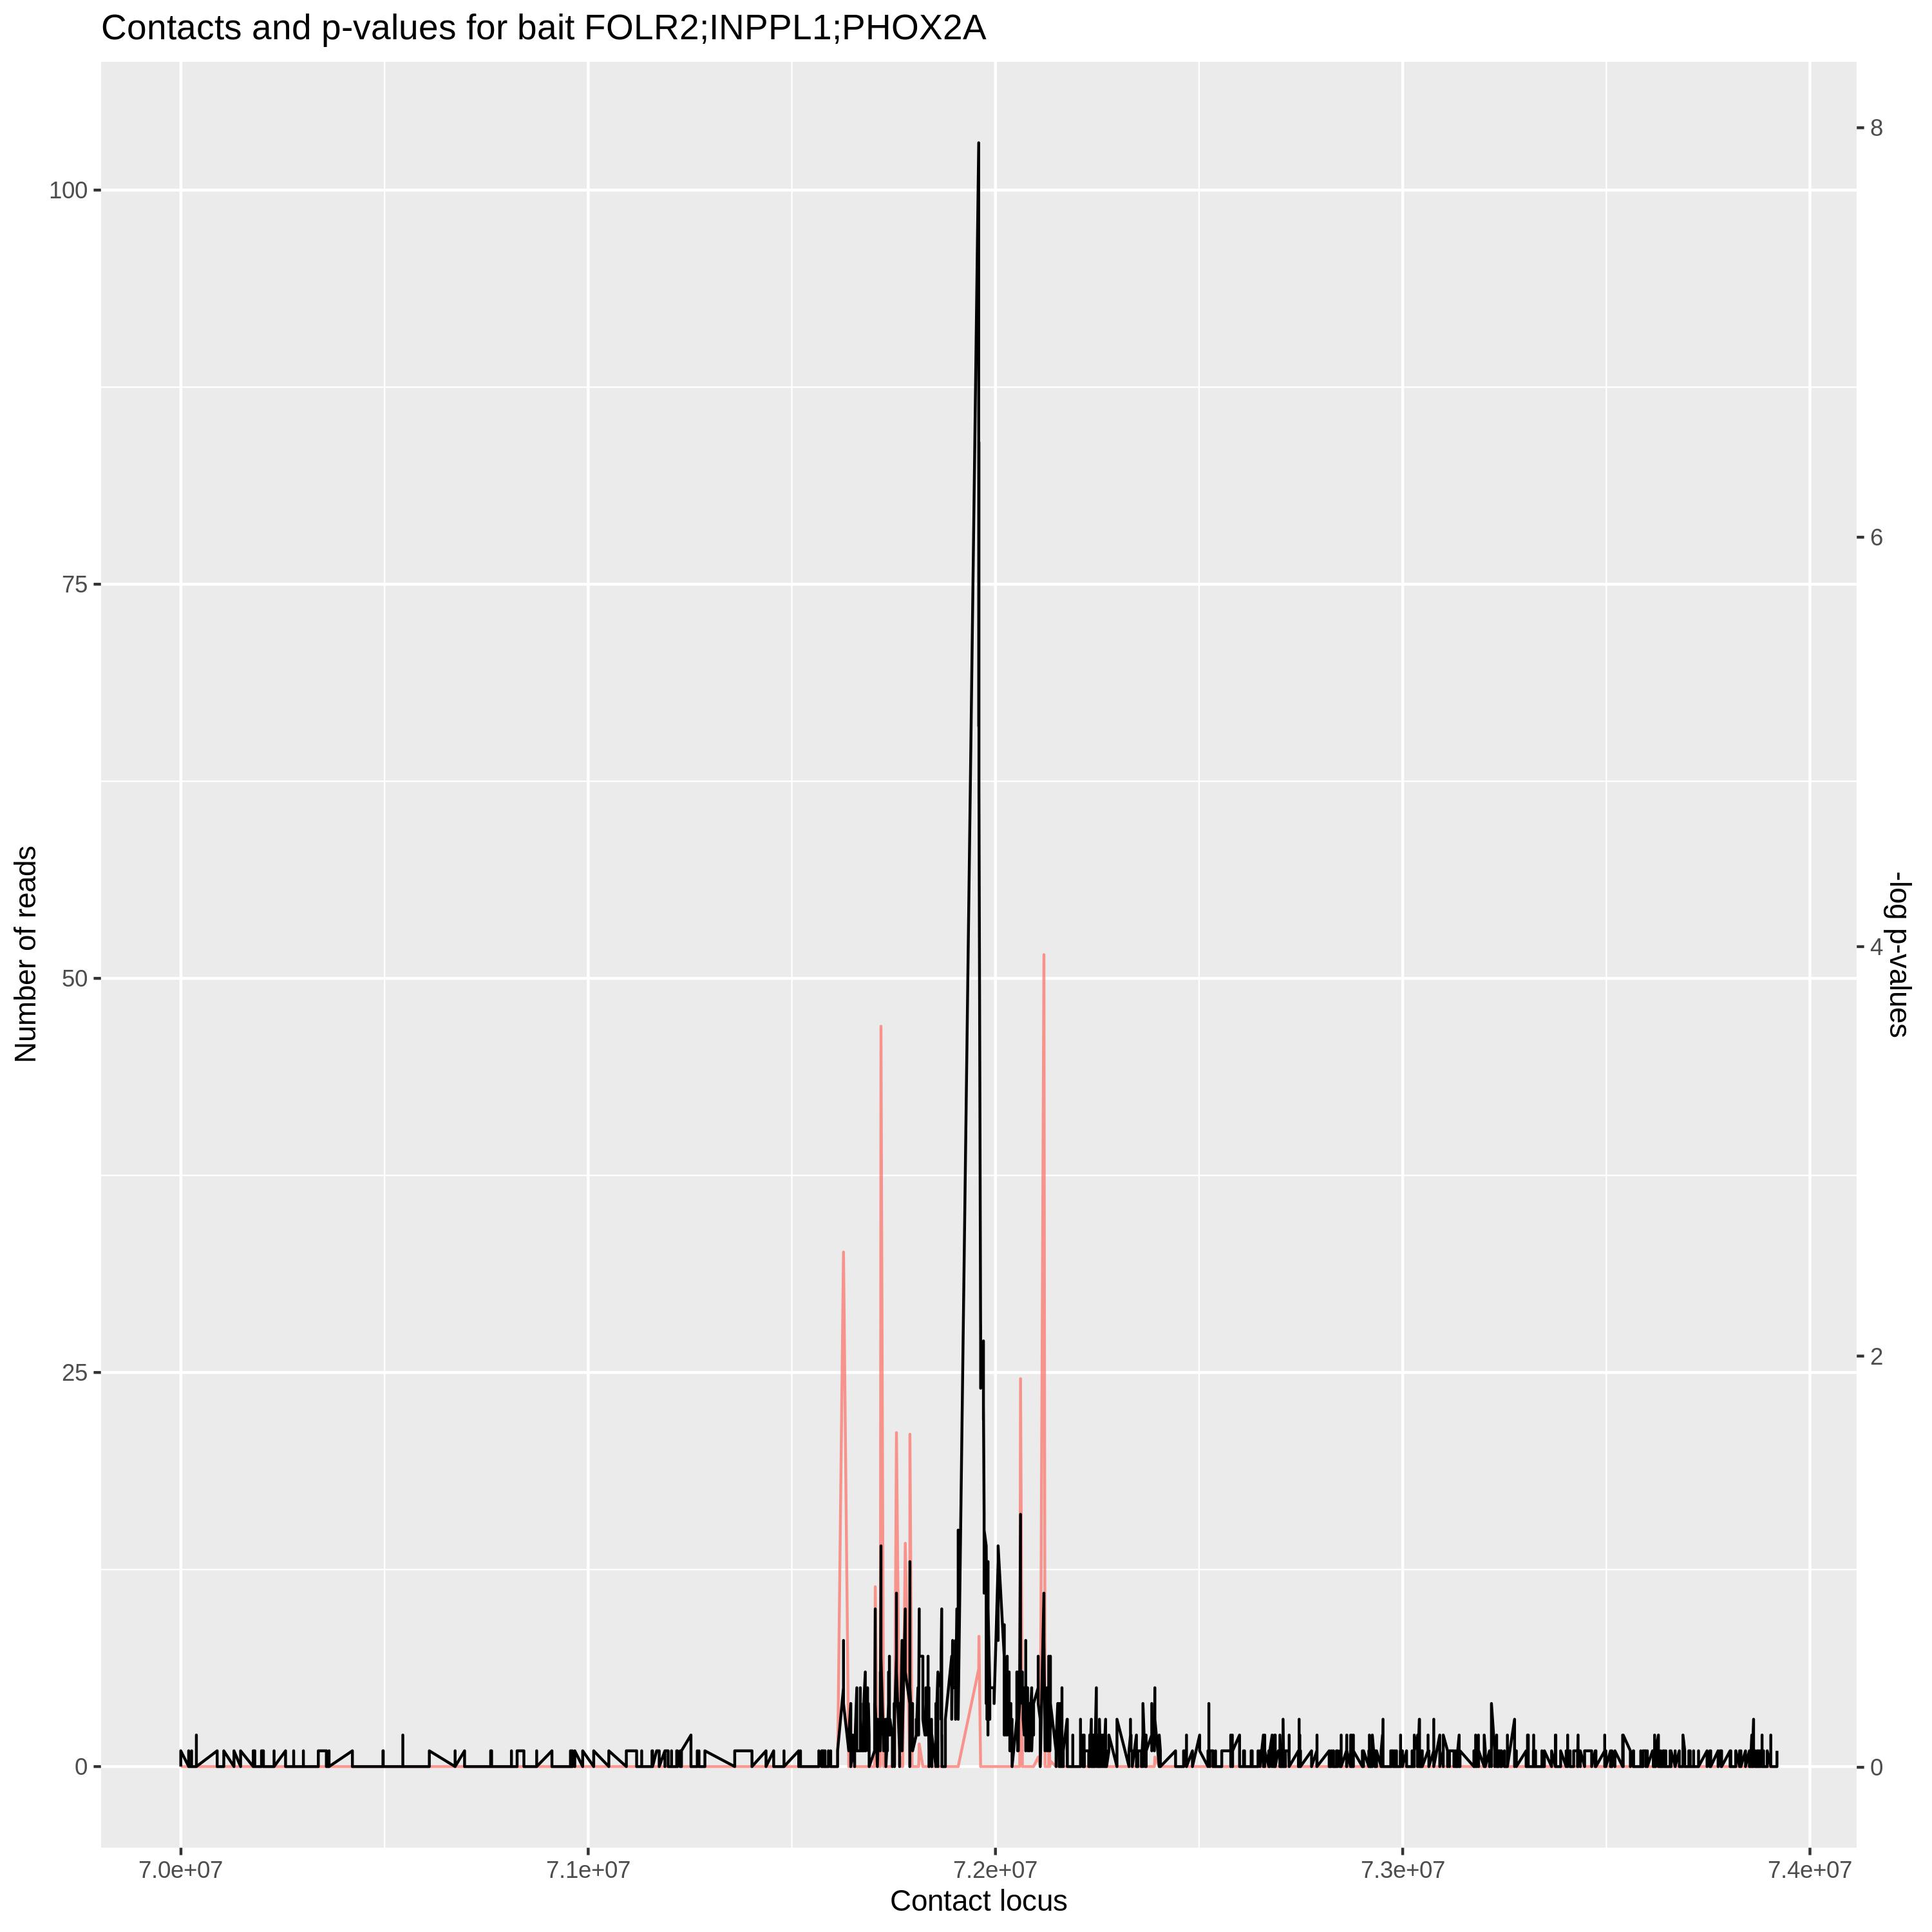 Contacts and p-values for bait FOLR2;INPPL1;PHOX2A
Number of reads
100
75
50
25
0
8
6
4
2
0
-log p-values
7.0e+07
7.1e+07
7.2e+07
7.3e+07
7.4e+07
Contact locus